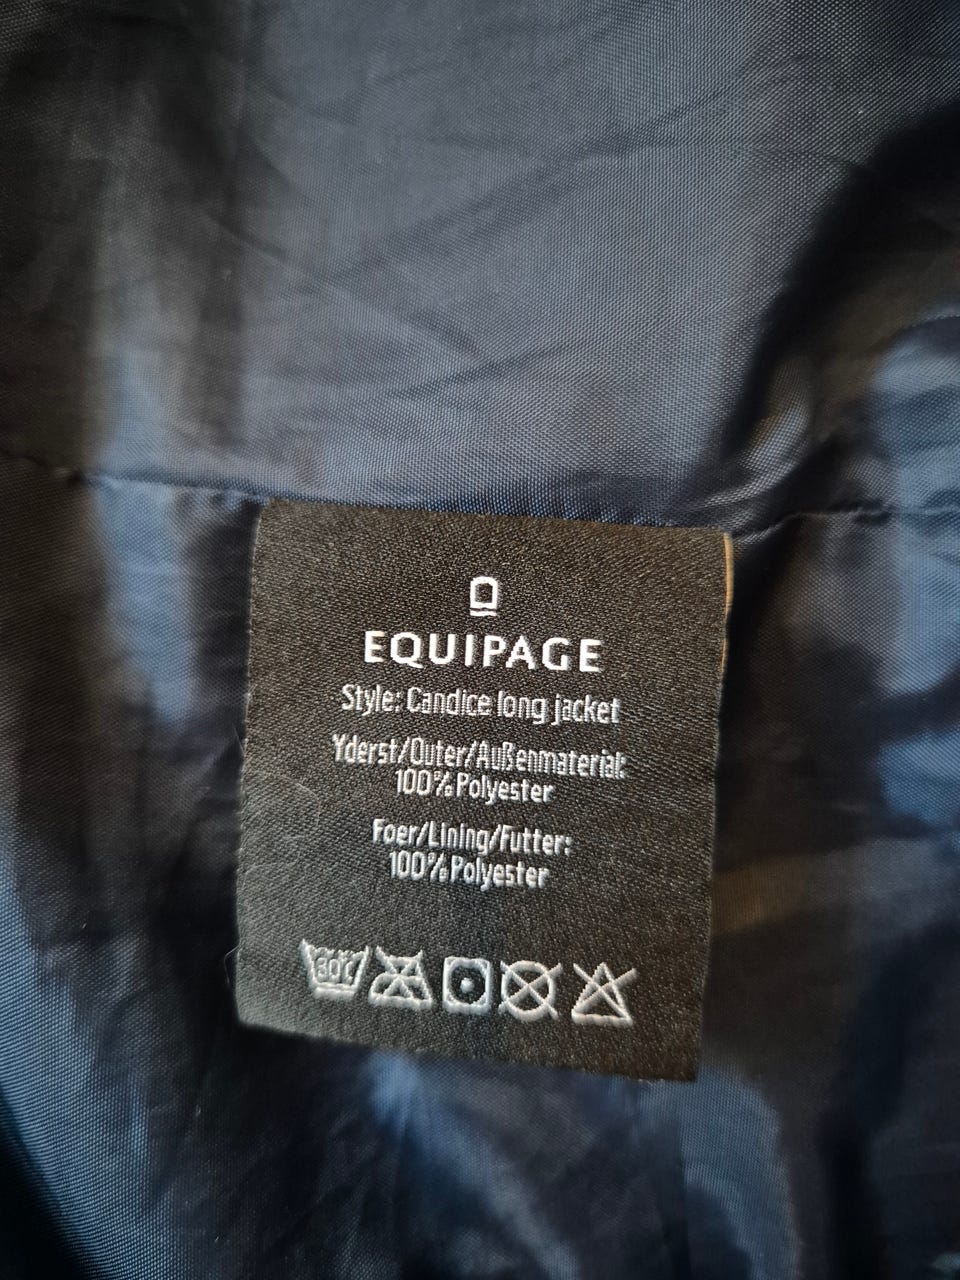 EQUIPAGE
Style: Candice long jacket
Yderst/Outer/Außenmaterial:
100% Polyester
Foer/Lining/Futter:
100% Polyester
30°C